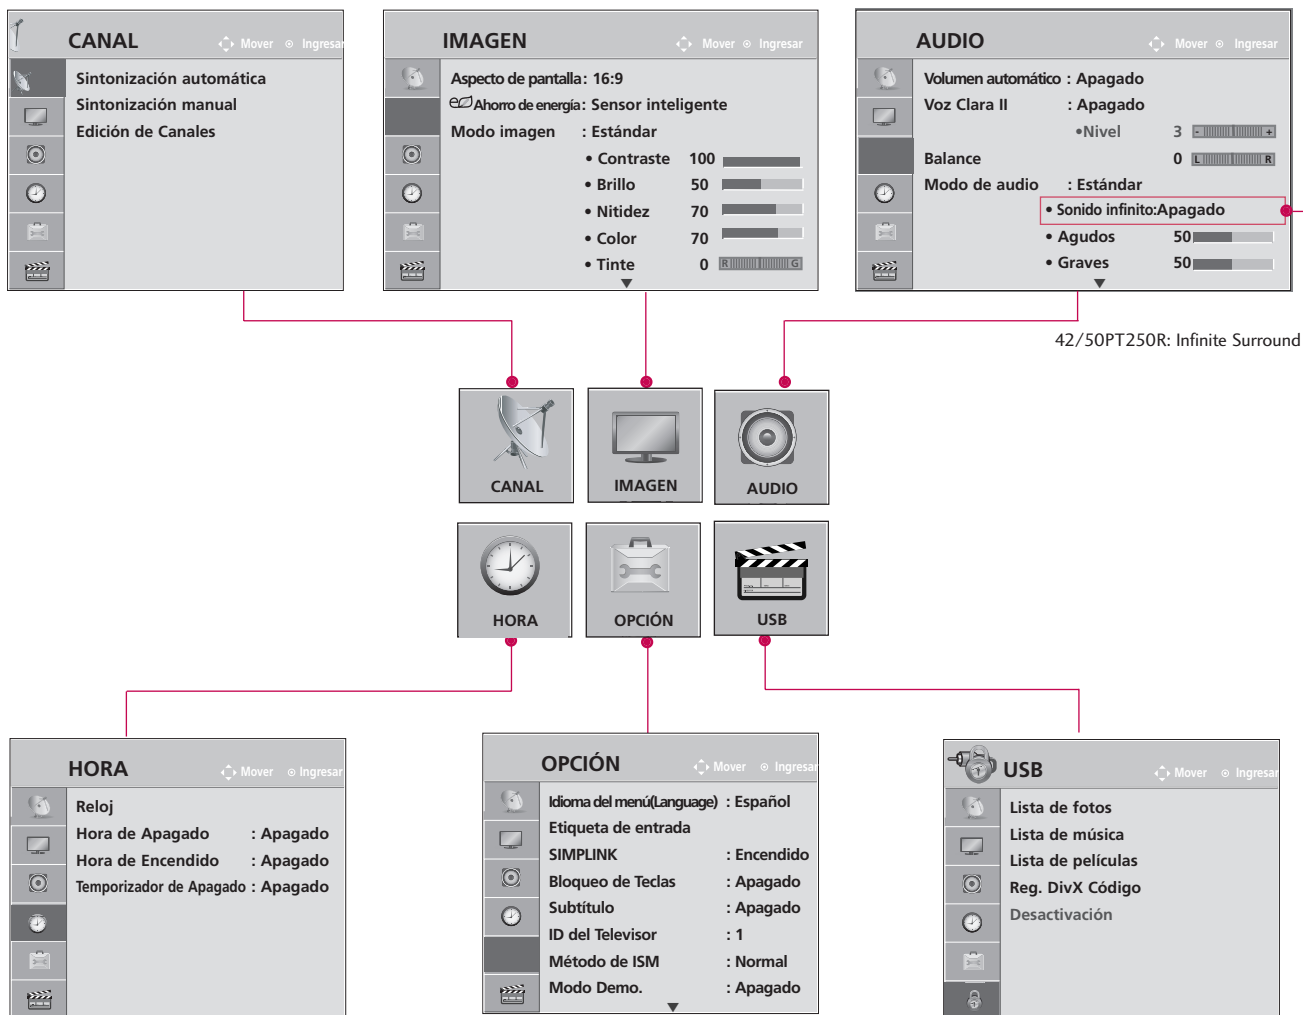 CANAL
Mover
Ingresar
Sintonización automática
Sintonización manual
Edición de Canales
IMAGEN
Mover
Ingresar
Aspecto de pantalla: 16:9
Ahorro de energía: Sensor inteligente
Modo imagen : Estándar
• Contraste 100
• Brillo 50
• Nitidez 70
• Color 70
• Tinte 0 R G
AUDIO
Mover
Ingresar
Volumen automático : Apagado
Voz Clara II : Apagado
•Nivel 3 - +
Balance 0 L R
Modo de audio : Estándar
• Sonido infinito:Apagado
• Agudos 50
• Graves 50
42/50PT250R: Infinite Surround
CANAL
IMAGEN
AUDIO
HORA
OPCIÓN
USB
HORA
Mover
Ingresar
Reloj
Hora de Apagado : Apagado
Hora de Encendido : Apagado
Temporizador de Apagado : Apagado
OPCIÓN
Mover
Ingresar
Idioma del menú(Language) : Español
Etiqueta de entrada
SIMPLINK : Encendido
Bloqueo de Teclas : Apagado
Subtítulo : Apagado
ID del Televisor : 1
Método de ISM : Normal
Modo Demo. : Apagado
USB
Mover
Ingresar
Lista de fotos
Lista de música
Lista de películas
Reg. DivX Código
Desactivación